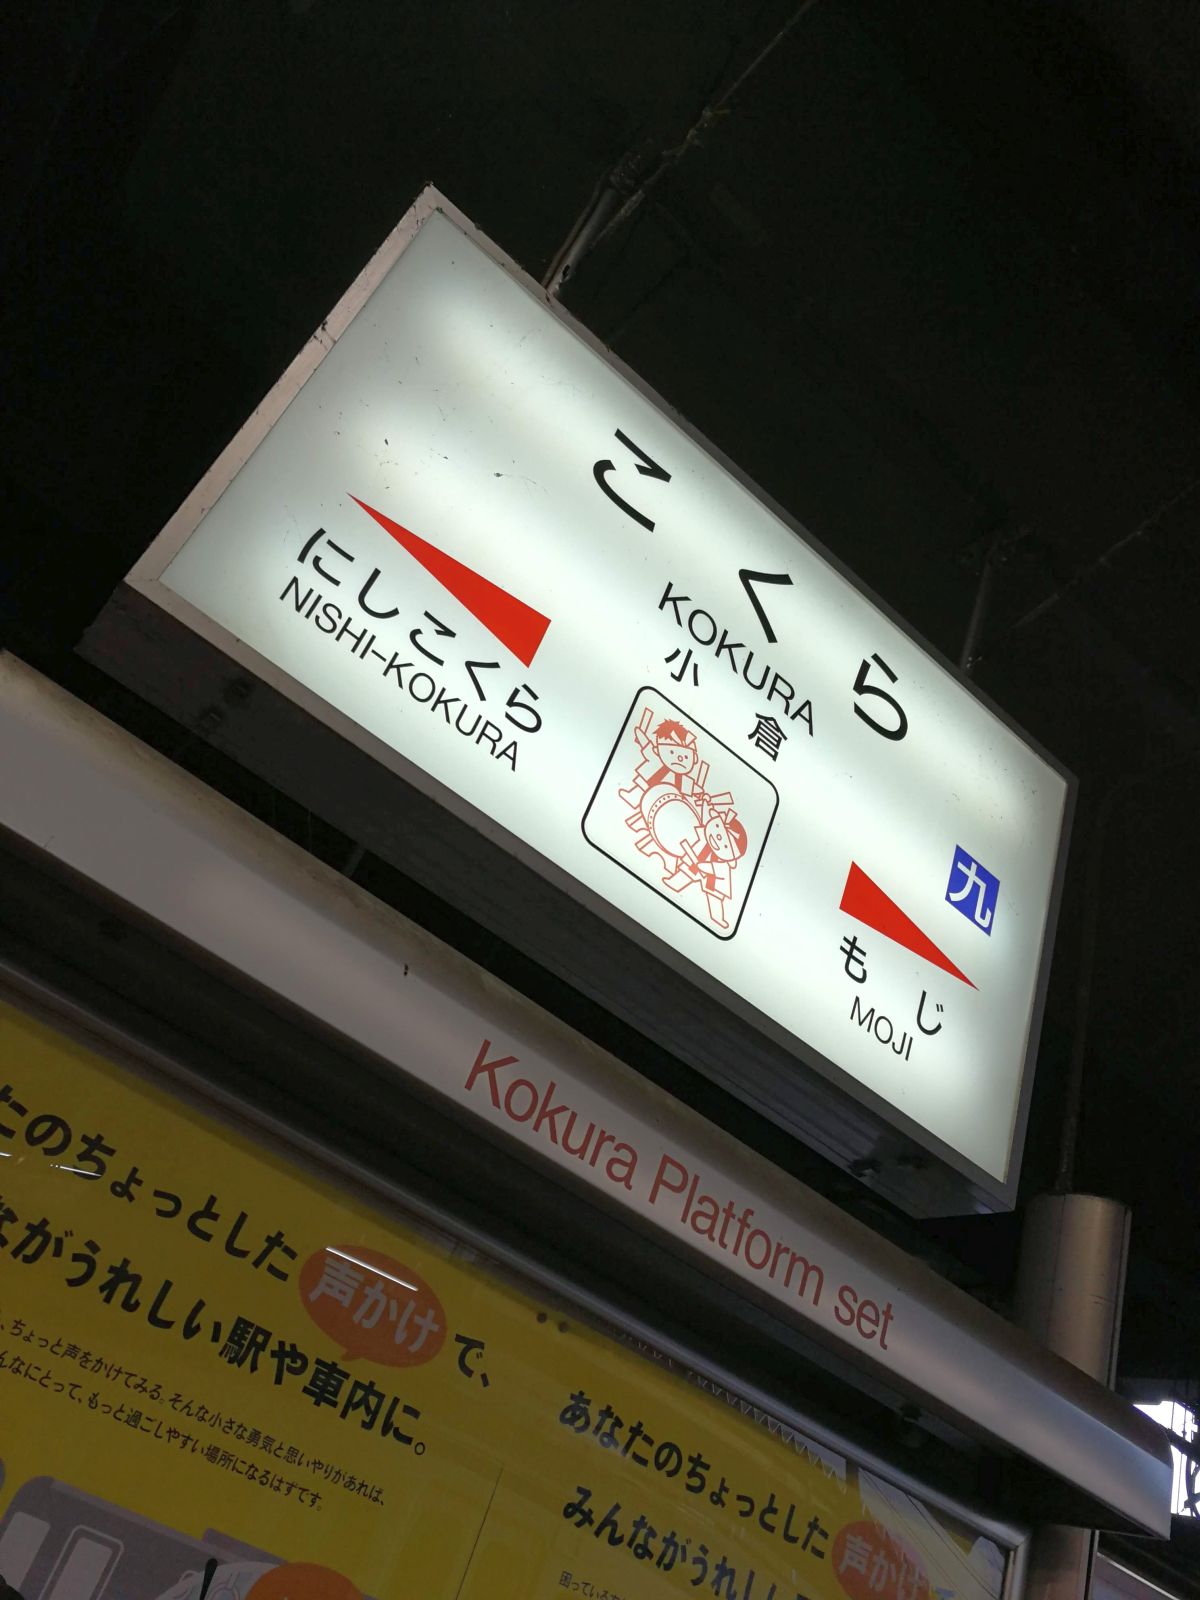 こくら
KOKURA
小倉
にしこくら
NISHI-KOKURA
九
もじ
MOJI
Kokura Platform set
たのちょっとした声かけで、
ながうれしい駅や車内に。
、ちょっと声をかけてみる。そんな小さな勇気と思いやりがあれば、
んなにとって、もっと過ごしやすい場所になるはずです。
あなたのちょっとした声かけ
みんながうれし
困っている